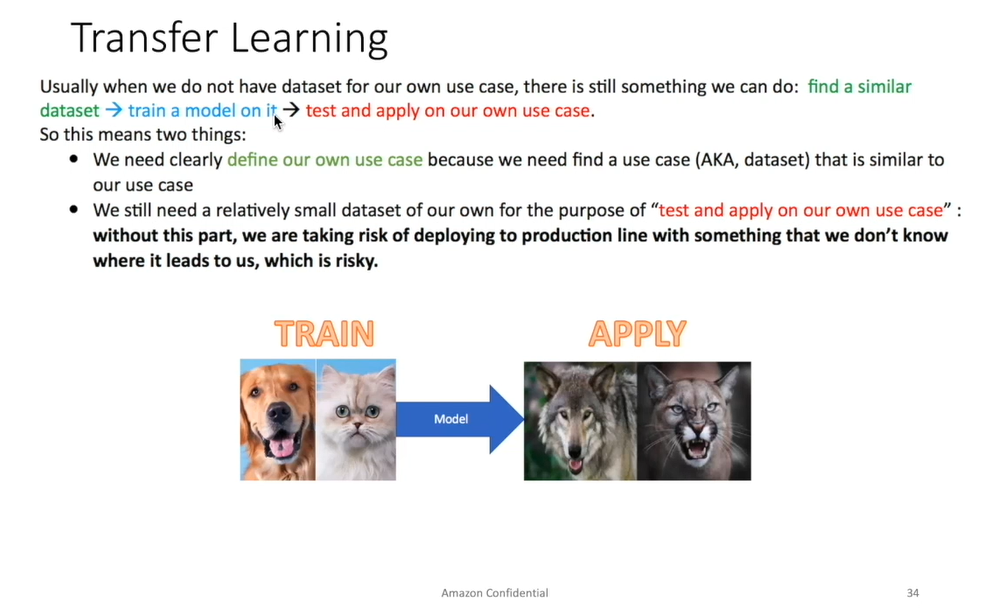 Transfer Learning
Usually when we do not have dataset for our own use case, there is still something we can do: find a similar
dataset → train a model on it → test and apply on our own use case.
So this means two things:
• We need clearly define our own use case because we need find a use case (AKA, dataset) that is similar to
our use case
• We still need a relatively small dataset of our own for the purpose of “test and apply on our own use case” :
without this part, we are taking risk of deploying to production line with something that we don’t know
where it leads to us, which is risky.
TRAIN
APPLY
Model
Amazon Confidential
34